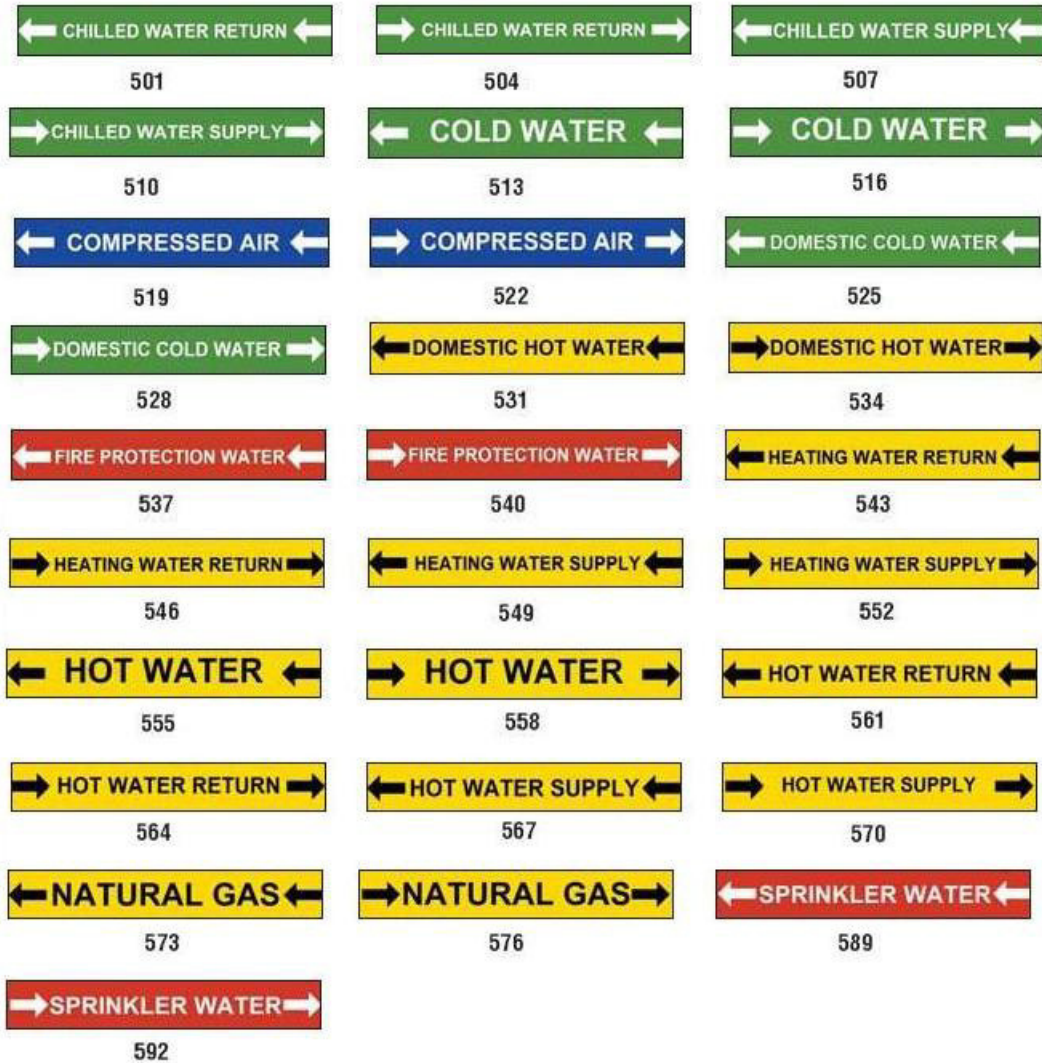 CHILLED WATER RETURN
CHILLED WATER RETURN
CHILLED WATER SUPPLY
501
504
507
CHILLED WATER SUPPLY
COLD WATER
COLD WATER
510
513
516
COMPRESSED AIR
COMPRESSED AIR
DOMESTIC COLD WATER
519
522
525
DOMESTIC COLD WATER
DOMESTIC HOT WATER
DOMESTIC HOT WATER
528
531
534
FIRE PROTECTION WATER
FIRE PROTECTION WATER
HEATING WATER RETURN
537
540
543
HEATING WATER RETURN
HEATING WATER SUPPLY
HEATING WATER SUPPLY
546
549
552
HOT WATER
HOT WATER
HOT WATER RETURN
555
558
561
HOT WATER RETURN
HOT WATER SUPPLY
HOT WATER SUPPLY
564
567
570
NATURAL GAS
NATURAL GAS
SPRINKLER WATER
573
576
589
SPRINKLER WATER
592